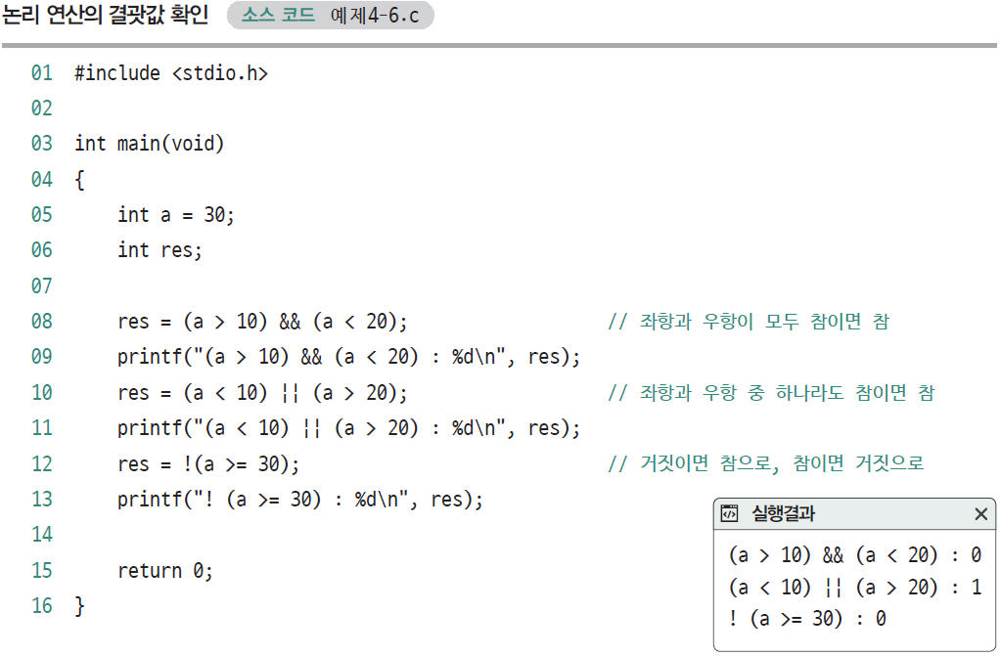 논리 연산의 결괏값 확인 소스 코드 예제4-6.c
01 #include <stdio.h>
02
03 int main(void)
04 {
05     int a = 30;
06     int res;
07
08     res = (a > 10) && (a < 20); // 좌항과 우항이 모두 참이면 참
09     printf("(a > 10) && (a < 20) : %d\n", res);
10     res = (a < 10) || (a > 20); // 좌항과 우항 중 하나라도 참이면 참
11     printf("(a < 10) || (a > 20) : %d\n", res);
12     res = !(a >= 30); // 거짓이면 참으로, 참이면 거짓으로
13     printf("! (a >= 30) : %d\n", res);
14
15     return 0;
16 }
실행결과
(a > 10) && (a < 20) : 0
(a < 10) || (a > 20) : 1
! (a >= 30) : 0